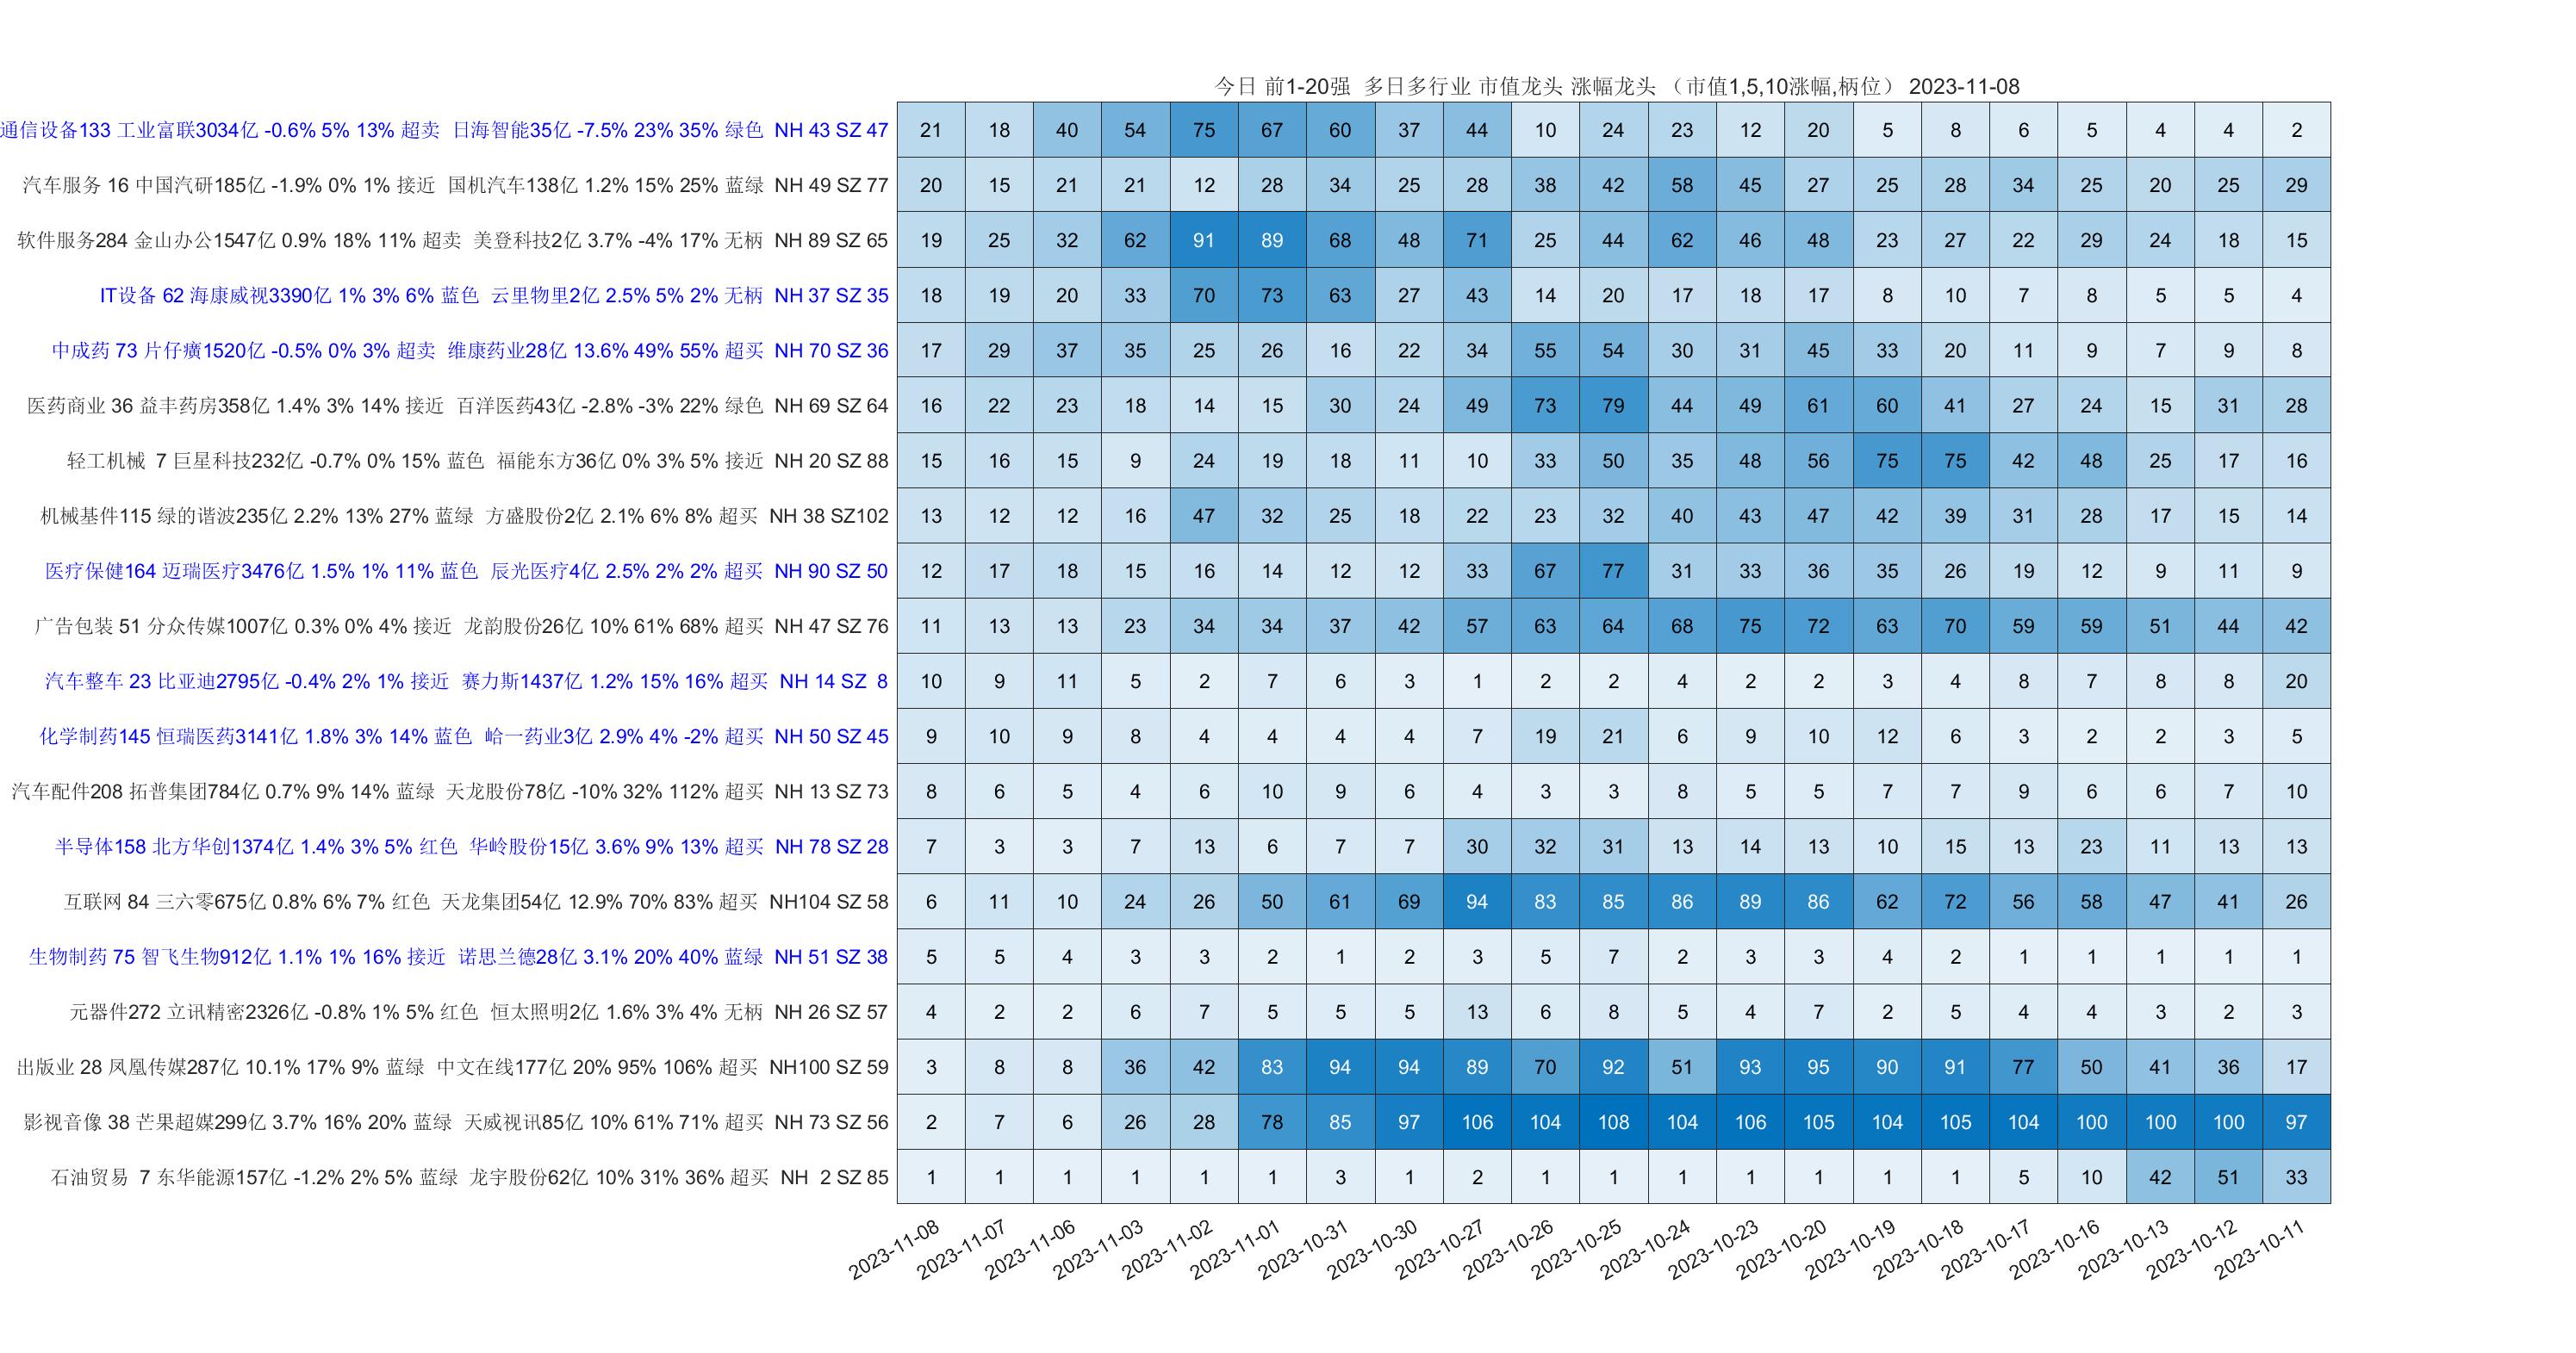 今日 前1-20强 多日多行业 市值龙头 涨幅龙头 （市值1,5,10涨幅,柄位） 2023-11-08
通信设备133 工业富联3034亿 -0.6% 5% 13% 超卖 日海智能35亿 -7.5% 23% 35% 绿色 NH 43 SZ 47 21 18 40 54 75 67 60 37 44 10 24 23 12 20 5 8 6 5 4 4 2
汽车服务 16 中国汽研185亿 -1.9% 0% 1% 接近 国机汽车138亿 1.2% 15% 25% 蓝绿 NH 49 SZ 77 20 15 21 21 12 28 34 25 28 38 42 58 45 27 25 28 34 25 20 25 29
软件服务284 金山办公1547亿 0.9% 18% 11% 超卖 美登科技2亿 3.7% -4% 17% 无柄 NH 89 SZ 65 19 25 32 62 91 89 68 48 71 25 44 62 46 48 23 27 22 29 24 18 15
IT设备 62 海康威视3390亿 1% 3% 6% 蓝色 云里物里2亿 2.5% 5% 2% 无柄 NH 37 SZ 35 18 19 20 33 70 73 63 27 43 14 20 17 18 17 8 10 7 8 5 5 4
中成药 73 片仔癀1520亿 -0.5% 0% 3% 超卖 维康药业28亿 13.6% 49% 55% 超买 NH 70 SZ 36 17 29 37 35 25 26 16 22 34 55 54 30 31 45 33 20 11 9 7 9 8
医药商业 36 益丰药房358亿 1.4% 3% 14% 接近 百洋医药43亿 -2.8% -3% 22% 绿色 NH 69 SZ 64 16 22 23 18 14 15 30 24 49 73 79 44 49 61 60 41 27 24 15 31 28
轻工机械 7 巨星科技232亿 -0.7% 0% 15% 蓝色 福能东方36亿 0% 3% 5% 接近 NH 20 SZ 88 15 16 15 9 24 19 18 11 10 33 50 35 48 56 75 75 42 48 25 17 16
机械基件115 绿的谐波235亿 2.2% 13% 27% 蓝绿 方盛股份2亿 2.1% 6% 8% 超买 NH 38 SZ102 13 12 12 16 47 32 25 18 22 23 32 40 43 47 42 39 31 28 17 15 14
医疗保健164 迈瑞医疗3476亿 1.5% 1% 11% 蓝色 辰光医疗4亿 2.5% 2% 2% 超买 NH 90 SZ 50 12 17 18 15 16 14 12 12 33 67 77 31 33 36 35 26 19 12 9 11 9
广告包装 51 分众传媒1007亿 0.3% 0% 4% 接近 龙韵股份26亿 10% 61% 68% 超买 NH 47 SZ 76 11 13 13 23 34 34 37 42 57 63 64 68 75 72 63 70 59 59 51 44 42
汽车整车 23 比亚迪2795亿 -0.4% 2% 1% 接近 赛力斯1437亿 1.2% 15% 16% 超买 NH 14 SZ 8 10 9 11 5 2 7 6 3 1 2 2 4 2 2 3 4 8 7 8 8 20
化学制药145 恒瑞医药3141亿 1.8% 3% 14% 蓝色 峆一药业3亿 2.9% 4% -2% 超买 NH 50 SZ 45 9 10 9 8 4 4 4 4 7 19 21 6 9 10 12 6 3 2 2 3 5
汽车配件208 拓普集团784亿 0.7% 9% 14% 蓝绿 天龙股份78亿 -10% 32% 112% 超买 NH 13 SZ 73 8 6 5 4 6 10 9 6 4 3 3 8 5 5 7 7 9 6 6 7 10
半导体158 北方华创1374亿 1.4% 3% 5% 红色 华岭股份15亿 3.6% 9% 13% 超买 NH 78 SZ 28 7 3 3 7 13 6 7 7 30 32 31 13 14 13 10 15 13 23 11 13 13
互联网 84 三六零675亿 0.8% 6% 7% 红色 天龙集团54亿 12.9% 70% 83% 超买 NH104 SZ 58 6 11 10 24 26 50 61 69 94 83 85 86 89 86 62 72 56 58 47 41 26
生物制药 75 智飞生物912亿 1.1% 1% 16% 接近 诺思兰德28亿 3.1% 20% 40% 蓝绿 NH 51 SZ 38 5 5 4 3 3 2 1 2 3 5 7 2 3 3 4 2 1 1 1 1 1
元器件272 立讯精密2326亿 -0.8% 1% 5% 红色 恒太照明2亿 1.6% 3% 4% 无柄 NH 26 SZ 57 4 2 2 6 7 5 5 5 13 6 8 5 4 7 2 5 4 4 3 2 3
出版业 28 凤凰传媒287亿 10.1% 17% 9% 蓝绿 中文在线177亿 20% 95% 106% 超买 NH100 SZ 59 3 8 8 36 42 83 94 94 89 70 92 51 93 95 90 91 77 50 41 36 17
影视音像 38 芒果超媒299亿 3.7% 16% 20% 蓝绿 天威视讯85亿 10% 61% 71% 超买 NH 73 SZ 56 2 7 6 26 28 78 85 97 106 104 108 104 106 105 104 105 104 100 100 100 97
石油贸易 7 东华能源157亿 -1.2% 2% 5% 蓝绿 龙宇股份62亿 10% 31% 36% 超买 NH 2 SZ 85 1 1 1 1 1 1 3 1 2 1 1 1 1 1 1 1 5 10 42 51 33
2023-11-08 2023-11-07 2023-11-06 2023-11-03 2023-11-02 2023-11-01 2023-10-31 2023-10-30 2023-10-27 2023-10-26 2023-10-25 2023-10-24 2023-10-23 2023-10-20 2023-10-19 2023-10-18 2023-10-17 2023-10-16 2023-10-13 2023-10-12 2023-10-11